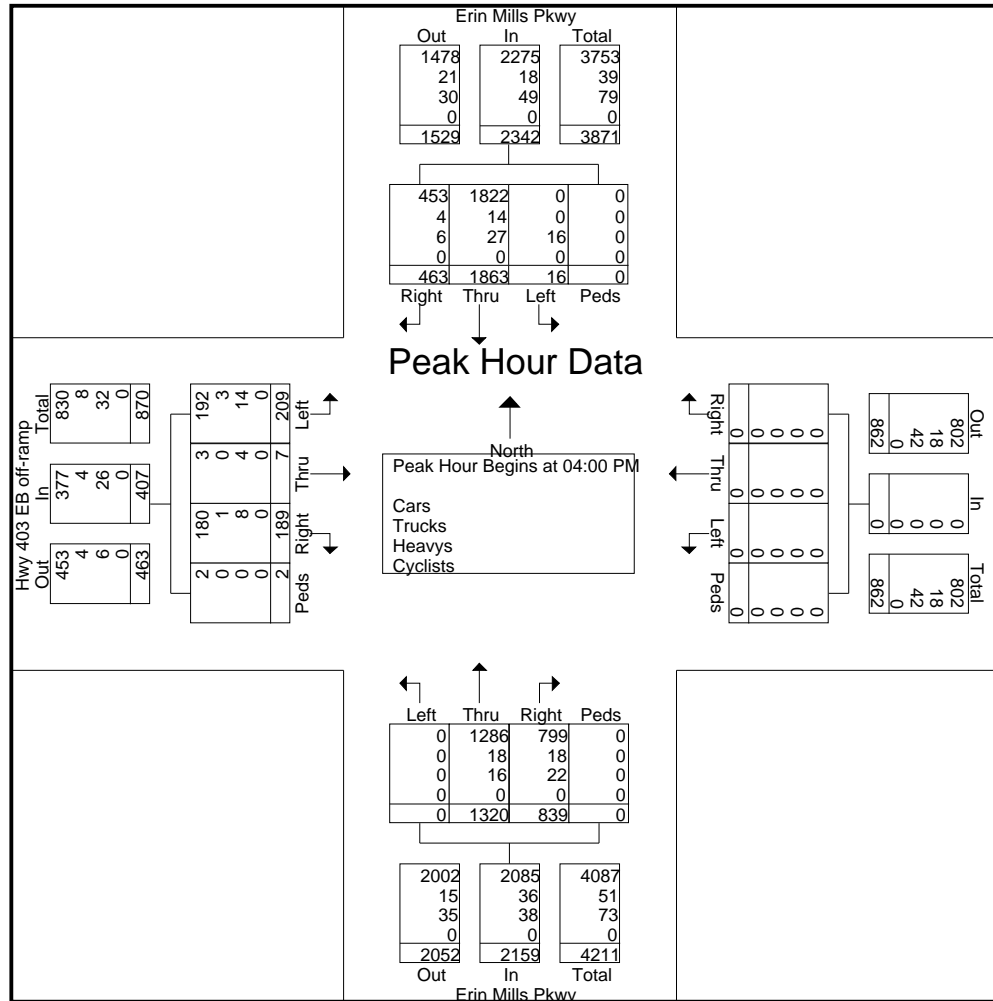 Erin Mills Pkwy
Out In Total
1478 2275 3753
21 18 39
30 49 79
0 0 0
1529 2342 3871
453 1822 0 0
4 14 0 0
6 27 16 0
0 0 0 0
463 1863 16 0
Right Thru Left Peds
Peak Hour Data
Hwy 403 EB off-ramp
Total
830 8 32 0 870
In
377 4 26 0 407
Out
453 4 6 0 463
192 3 14 0 209
Left
3 0 4 0 7
Thru
180 1 8 0 189
Right
2 0 0 0 2
Peds
North
Peak Hour Begins at 04:00 PM
Cars
Trucks
Heavys
Cyclists
Right
0 0 0 0 0
Thru
0 0 0 0 0
Left
0 0 0 0 0
Peds
0 0 0 0 0
Out
802 18 42 0 862
In
0 0 0 0 0
Total
802 18 42 0 862
Left Thru Right Peds
0 1286 799 0
0 18 18 0
0 16 22 0
0 0 0 0
0 1320 839 0
2002 2085 4087
15 36 51
35 38 73
0 0 0
2052 2159 4211
Out In Total
Erin Mills Pkwy